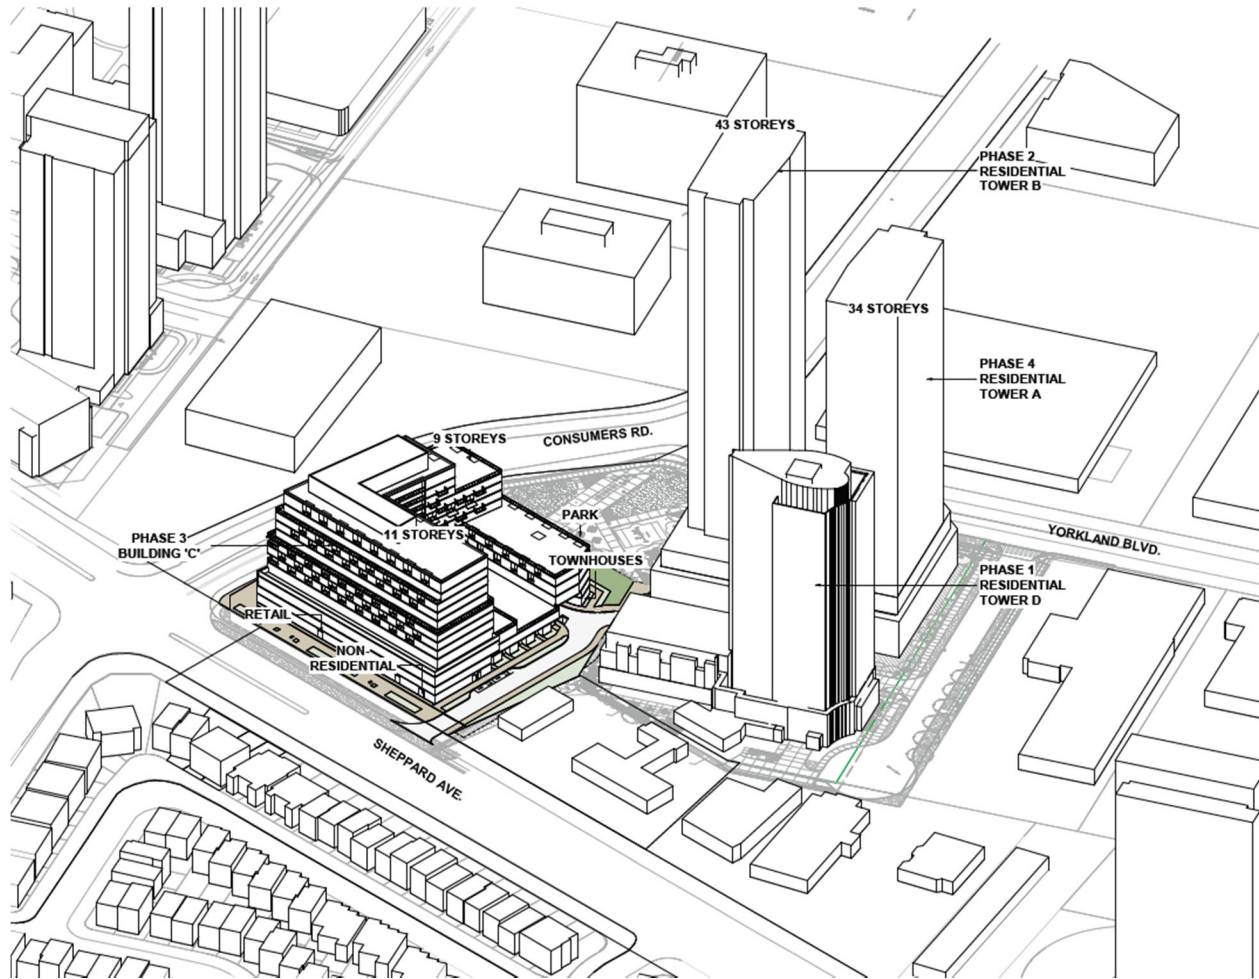 43 STOREYS
PHASE 2
RESIDENTIAL
TOWER B
34 STOREYS
PHASE 4
RESIDENTIAL
TOWER A
9 STOREYS
CONSUMERS RD.
PARK
11 STOREYS
PHASE 3
BUILDING 'C'
TOWNHOUSES
YORKLAND BLVD.
PHASE 1
RESIDENTIAL
TOWER D
RETAIL
NON-
RESIDENTIAL
SHEPPARD AVE.